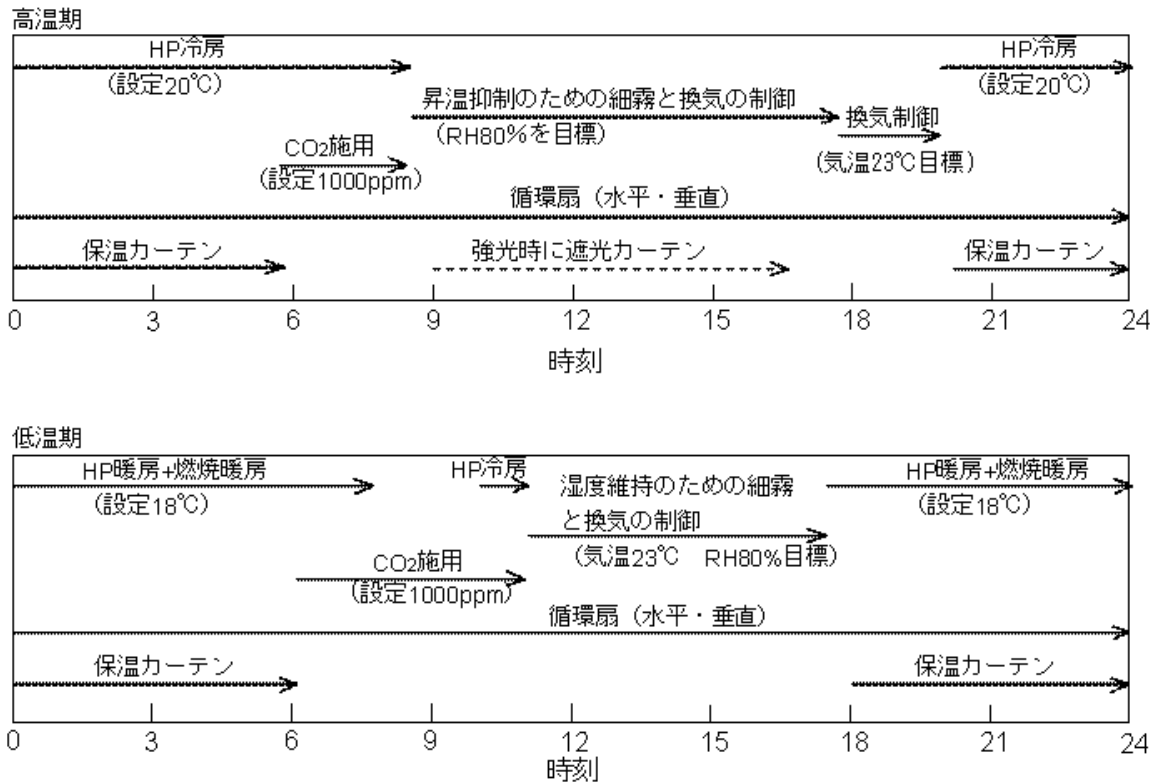 高温期
HP冷房
HP冷房
(設定20℃)
(設定20℃)
昇温抑制のための細霧と換気の制御
(RH80%を目標)
換気制御
(気温23℃目標)
CO₂施用
(設定1000ppm)
循環扇（水平・垂直）
保温カーテン
強光時に遮光カーテン
保温カーテン
0 3 6 9 12 15 18 21 24
時刻
低温期
HP暖房+燃焼暖房
HP冷房
HP暖房+燃焼暖房
(設定18℃)
(設定18℃)
湿度維持のための細霧
と換気の制御
(気温23℃ RH80%目標)
CO₂施用
(設定1000ppm)
循環扇（水平・垂直）
保温カーテン
保温カーテン
0 3 6 9 12 15 18 21 24
時刻